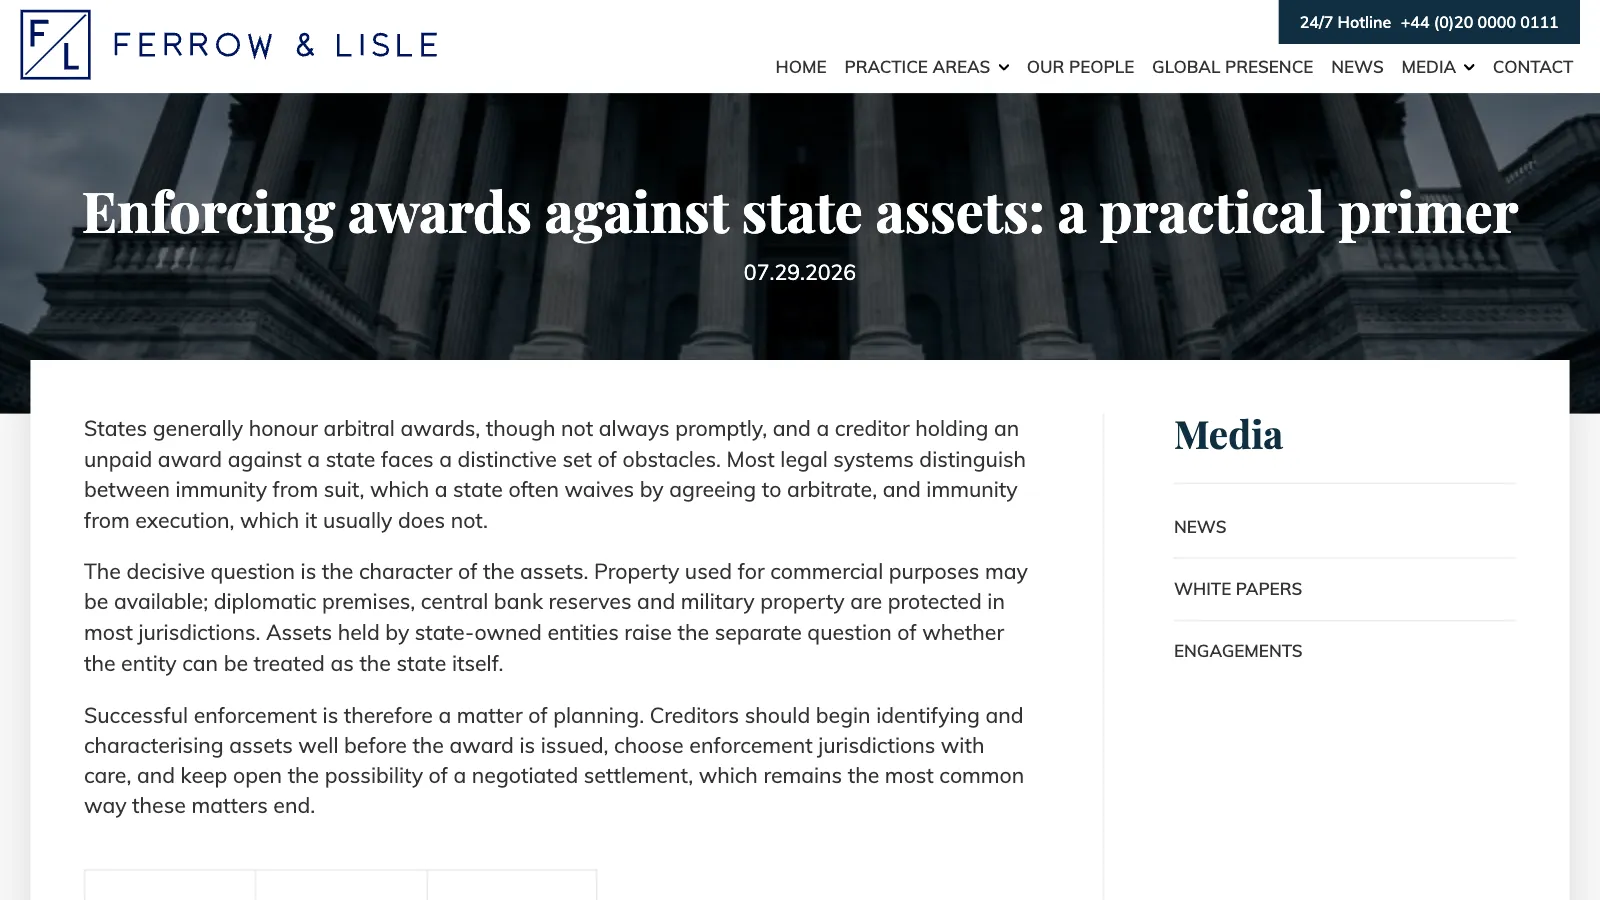 F L FERROW & LISLE
24/7 Hotline +44 (0)20 0000 0111
HOME PRACTICE AREAS OUR PEOPLE GLOBAL PRESENCE NEWS MEDIA CONTACT
Enforcing awards against state assets: a practical primer
07.29.2026
States generally honour arbitral awards, though not always promptly, and a creditor holding an
unpaid award against a state faces a distinctive set of obstacles. Most legal systems distinguish
between immunity from suit, which a state often waives by agreeing to arbitrate, and immunity
from execution, which it usually does not.
The decisive question is the character of the assets. Property used for commercial purposes may
be available; diplomatic premises, central bank reserves and military property are protected in
most jurisdictions. Assets held by state-owned entities raise the separate question of whether
the entity can be treated as the state itself.
Successful enforcement is therefore a matter of planning. Creditors should begin identifying and
characterising assets well before the award is issued, choose enforcement jurisdictions with
care, and keep open the possibility of a negotiated settlement, which remains the most common
way these matters end.
Media
NEWS
WHITE PAPERS
ENGAGEMENTS